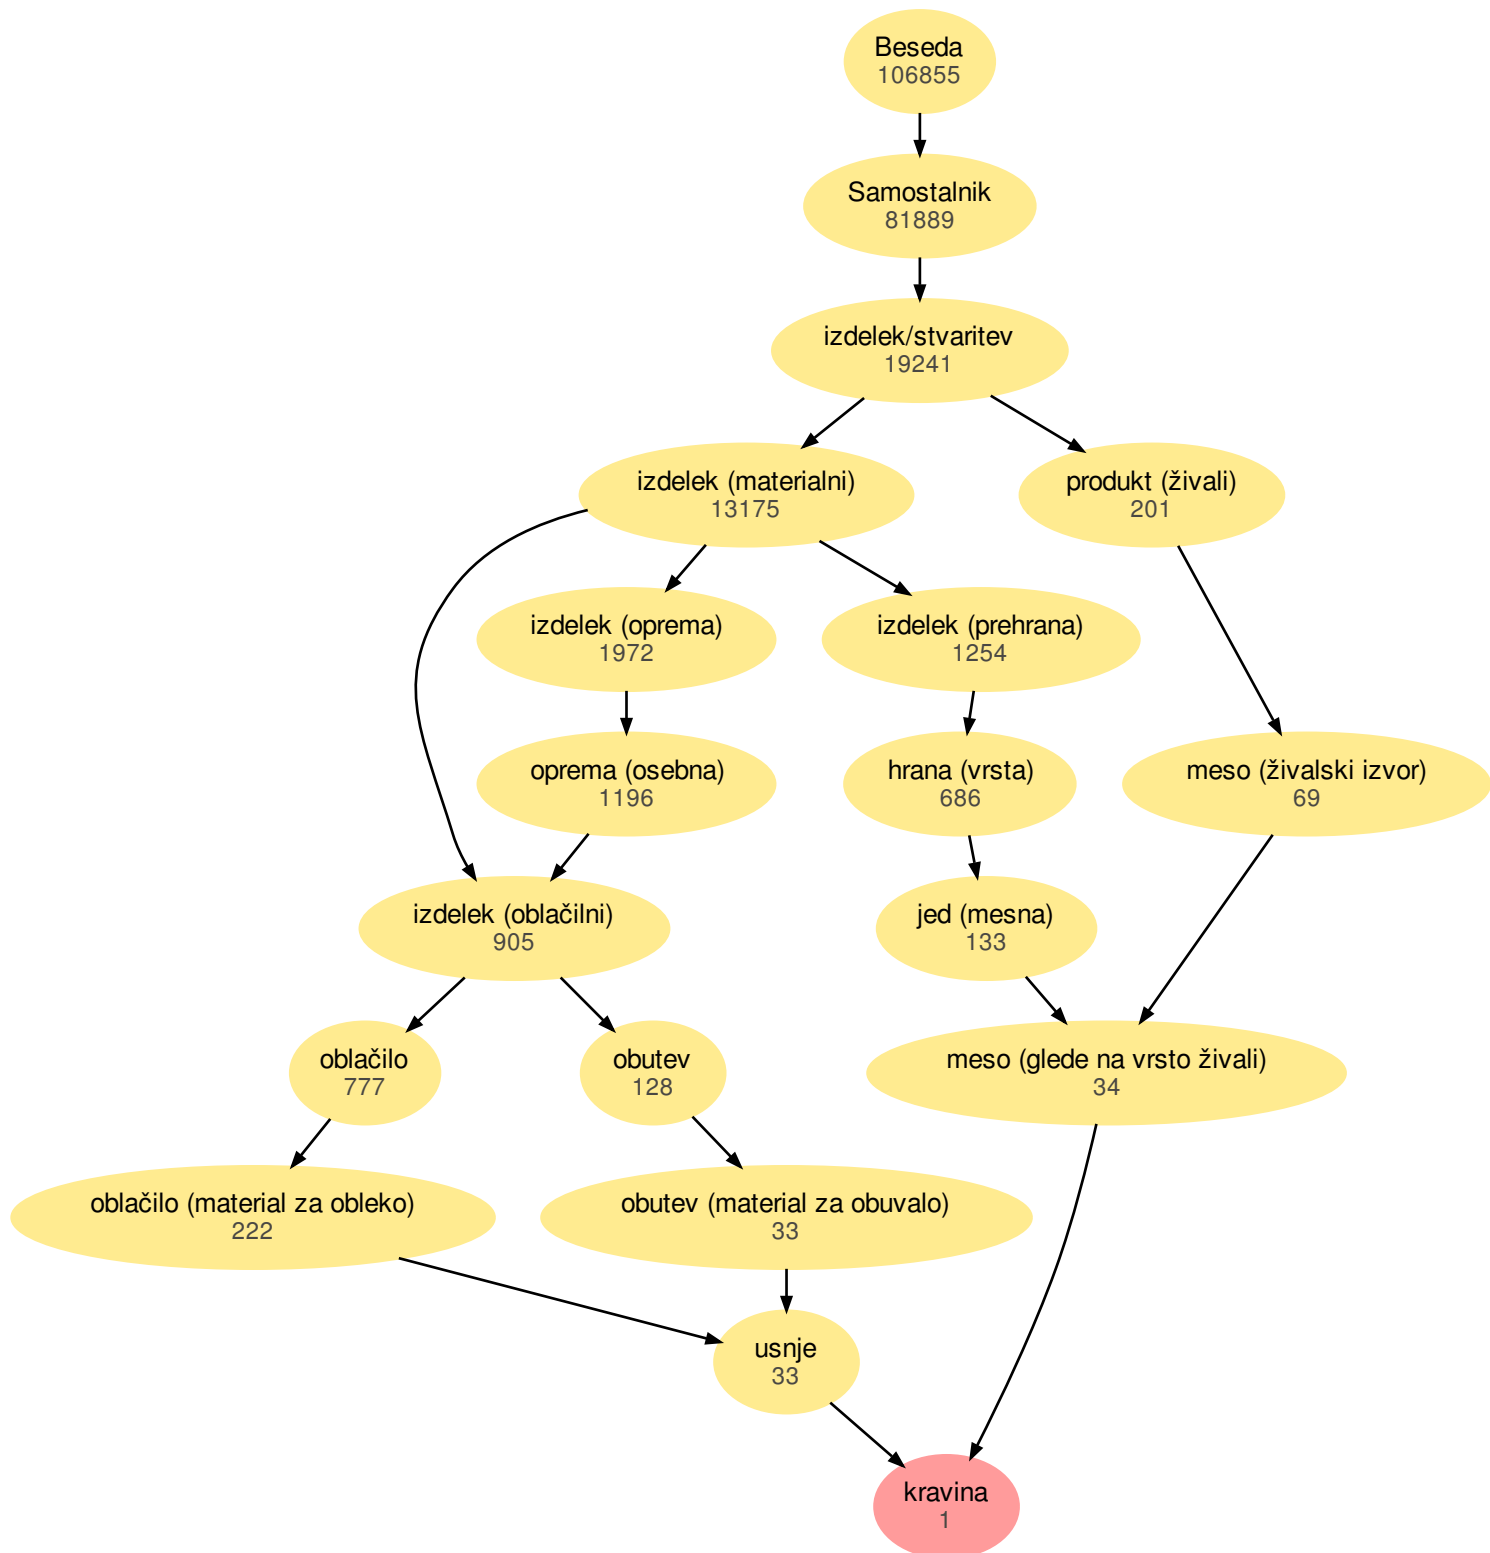 Beseda
106855
Samostalnik
81889
izdelek/stvaritev
19241
izdelek (materialni)
13175
produkt (živali)
201
izdelek (oprema)
1972
izdelek (prehrana)
1254
oprema (osebna)
1196
hrana (vrsta)
686
meso (živalski izvor)
69
izdelek (oblačilni)
905
jed (mesna)
133
oblačilo
777
obutev
128
meso (glede na vrsto živali)
34
oblačilo (material za obleko)
222
obutev (material za obuvalo)
33
usnje
33
kravina
1